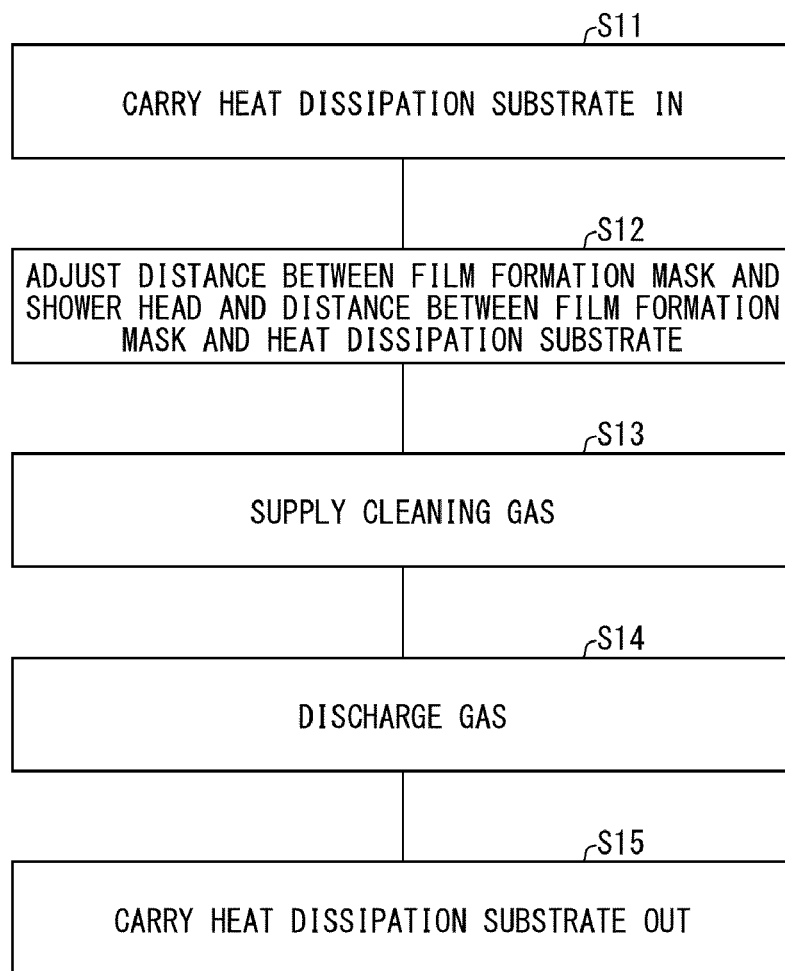 S11
CARRY HEAT DISSIPATION SUBSTRATE IN
S12
ADJUST DISTANCE BETWEEN FILM FORMATION MASK AND
SHOWER HEAD AND DISTANCE BETWEEN FILM FORMATION
MASK AND HEAT DISSIPATION SUBSTRATE
S13
SUPPLY CLEANING GAS
S14
DISCHARGE GAS
S15
CARRY HEAT DISSIPATION SUBSTRATE OUT